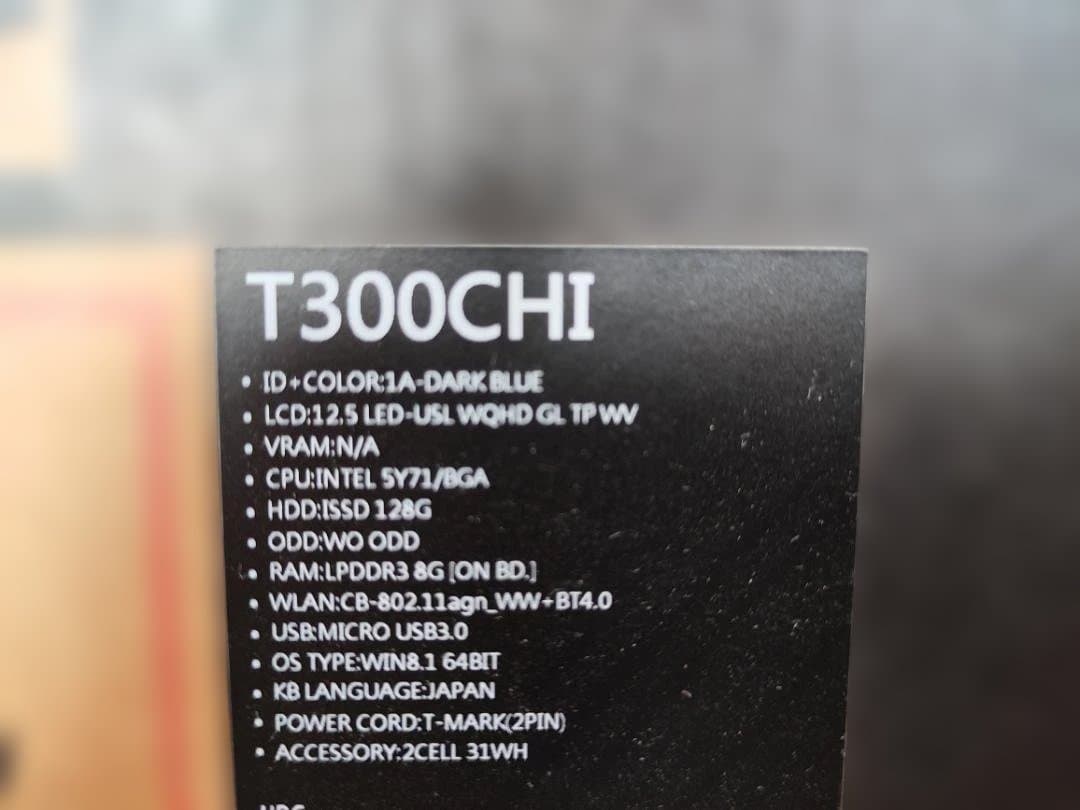 T300CHI
• ID+COLOR:1A-DARK BLUE
• LCD:12.5 LED-USL WQHD GL TP WV
• VRAM:N/A
• CPU:INTEL 5Y71/BGA
• HDD:ISSD 128G
• ODD:WO ODD
• RAM:LPDDR3 8G [ON BD.]
• WLAN:CB-802.11agn_WW+BT4.0
• USB:MICRO USB3.0
• OS TYPE:WIN8.1 64BIT
• KB LANGUAGE:JAPAN
• POWER CORD:T-MARK(2PIN)
• ACCESSORY:2CELL 31WH